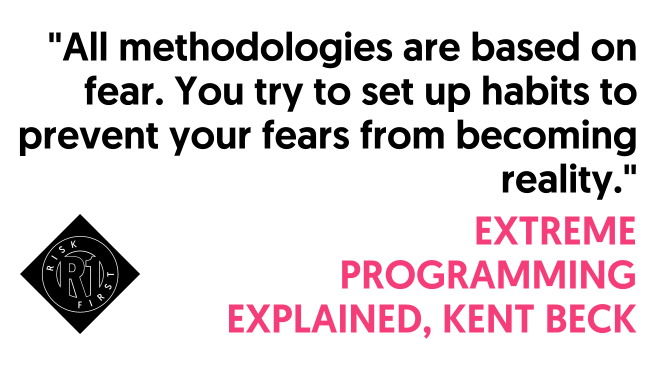 "All methodologies are based on
fear. You try to set up habits to
prevent your fears from becoming
reality."
EXTREME
PROGRAMMING
EXPLAINED, KENT BECK
RISK
R1
FIRST